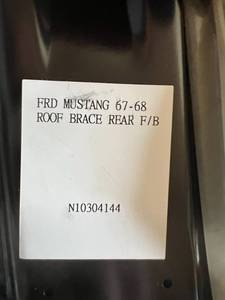 FRD MUSTANG 67-68
ROOF BRACE REAR F/B
N10304144